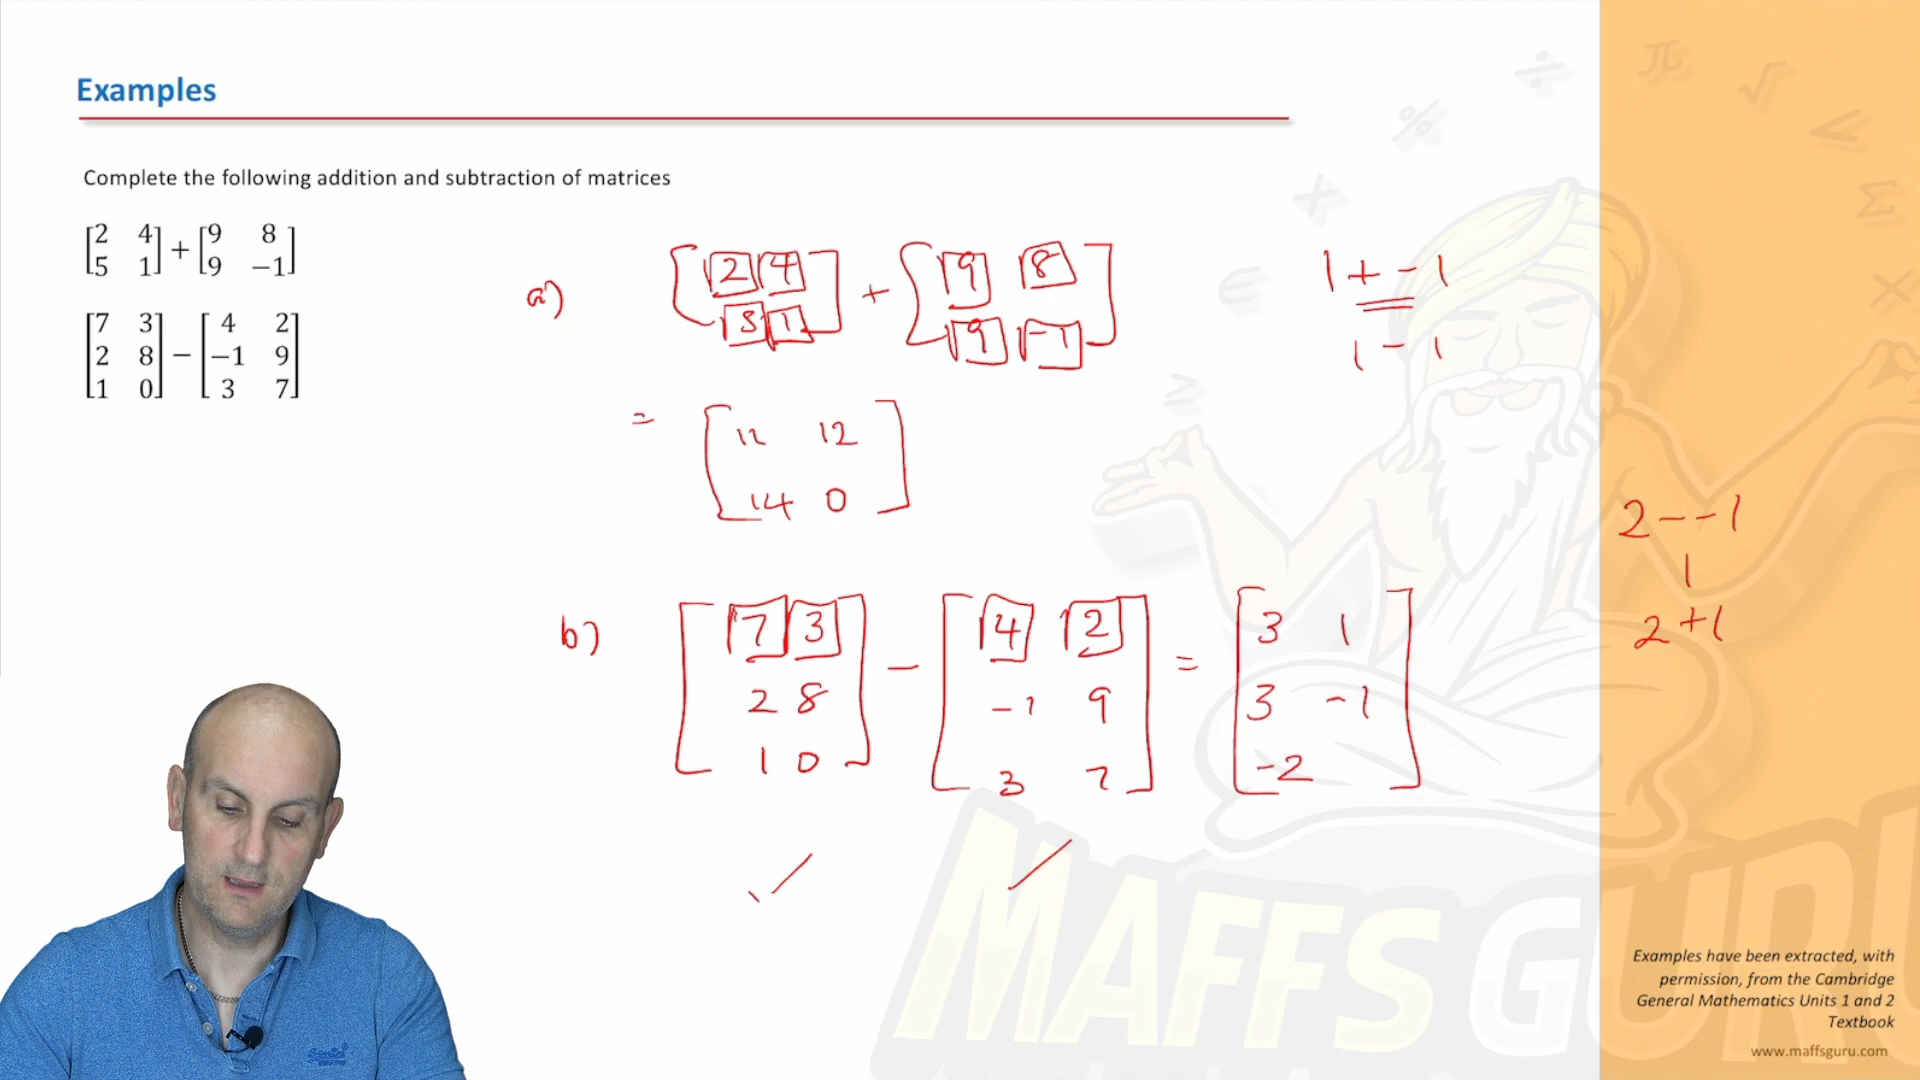 Examples
Complete the following addition and subtraction of matrices
[2 4] + [9 8]
[5 1] [9 −1]
[7 3] − [4 2]
[2 8] [−1 9]
[1 0] [3 7]
a) [2 4] + [9 8]
[5 1] [9 -1]
= [11 12]
[14 0]
1 + - 1
1 - 1
b) [7 3] − [4 2] = [3 1]
[2 8] [-1 9] [3 -1]
[1 0] [3 7] [-2]
2 - - 1
1
2 + 1
MAFFS GURU
Examples have been extracted, with
permission, from the Cambridge
General Mathematics Units 1 and 2
Textbook
www.maffsguru.com